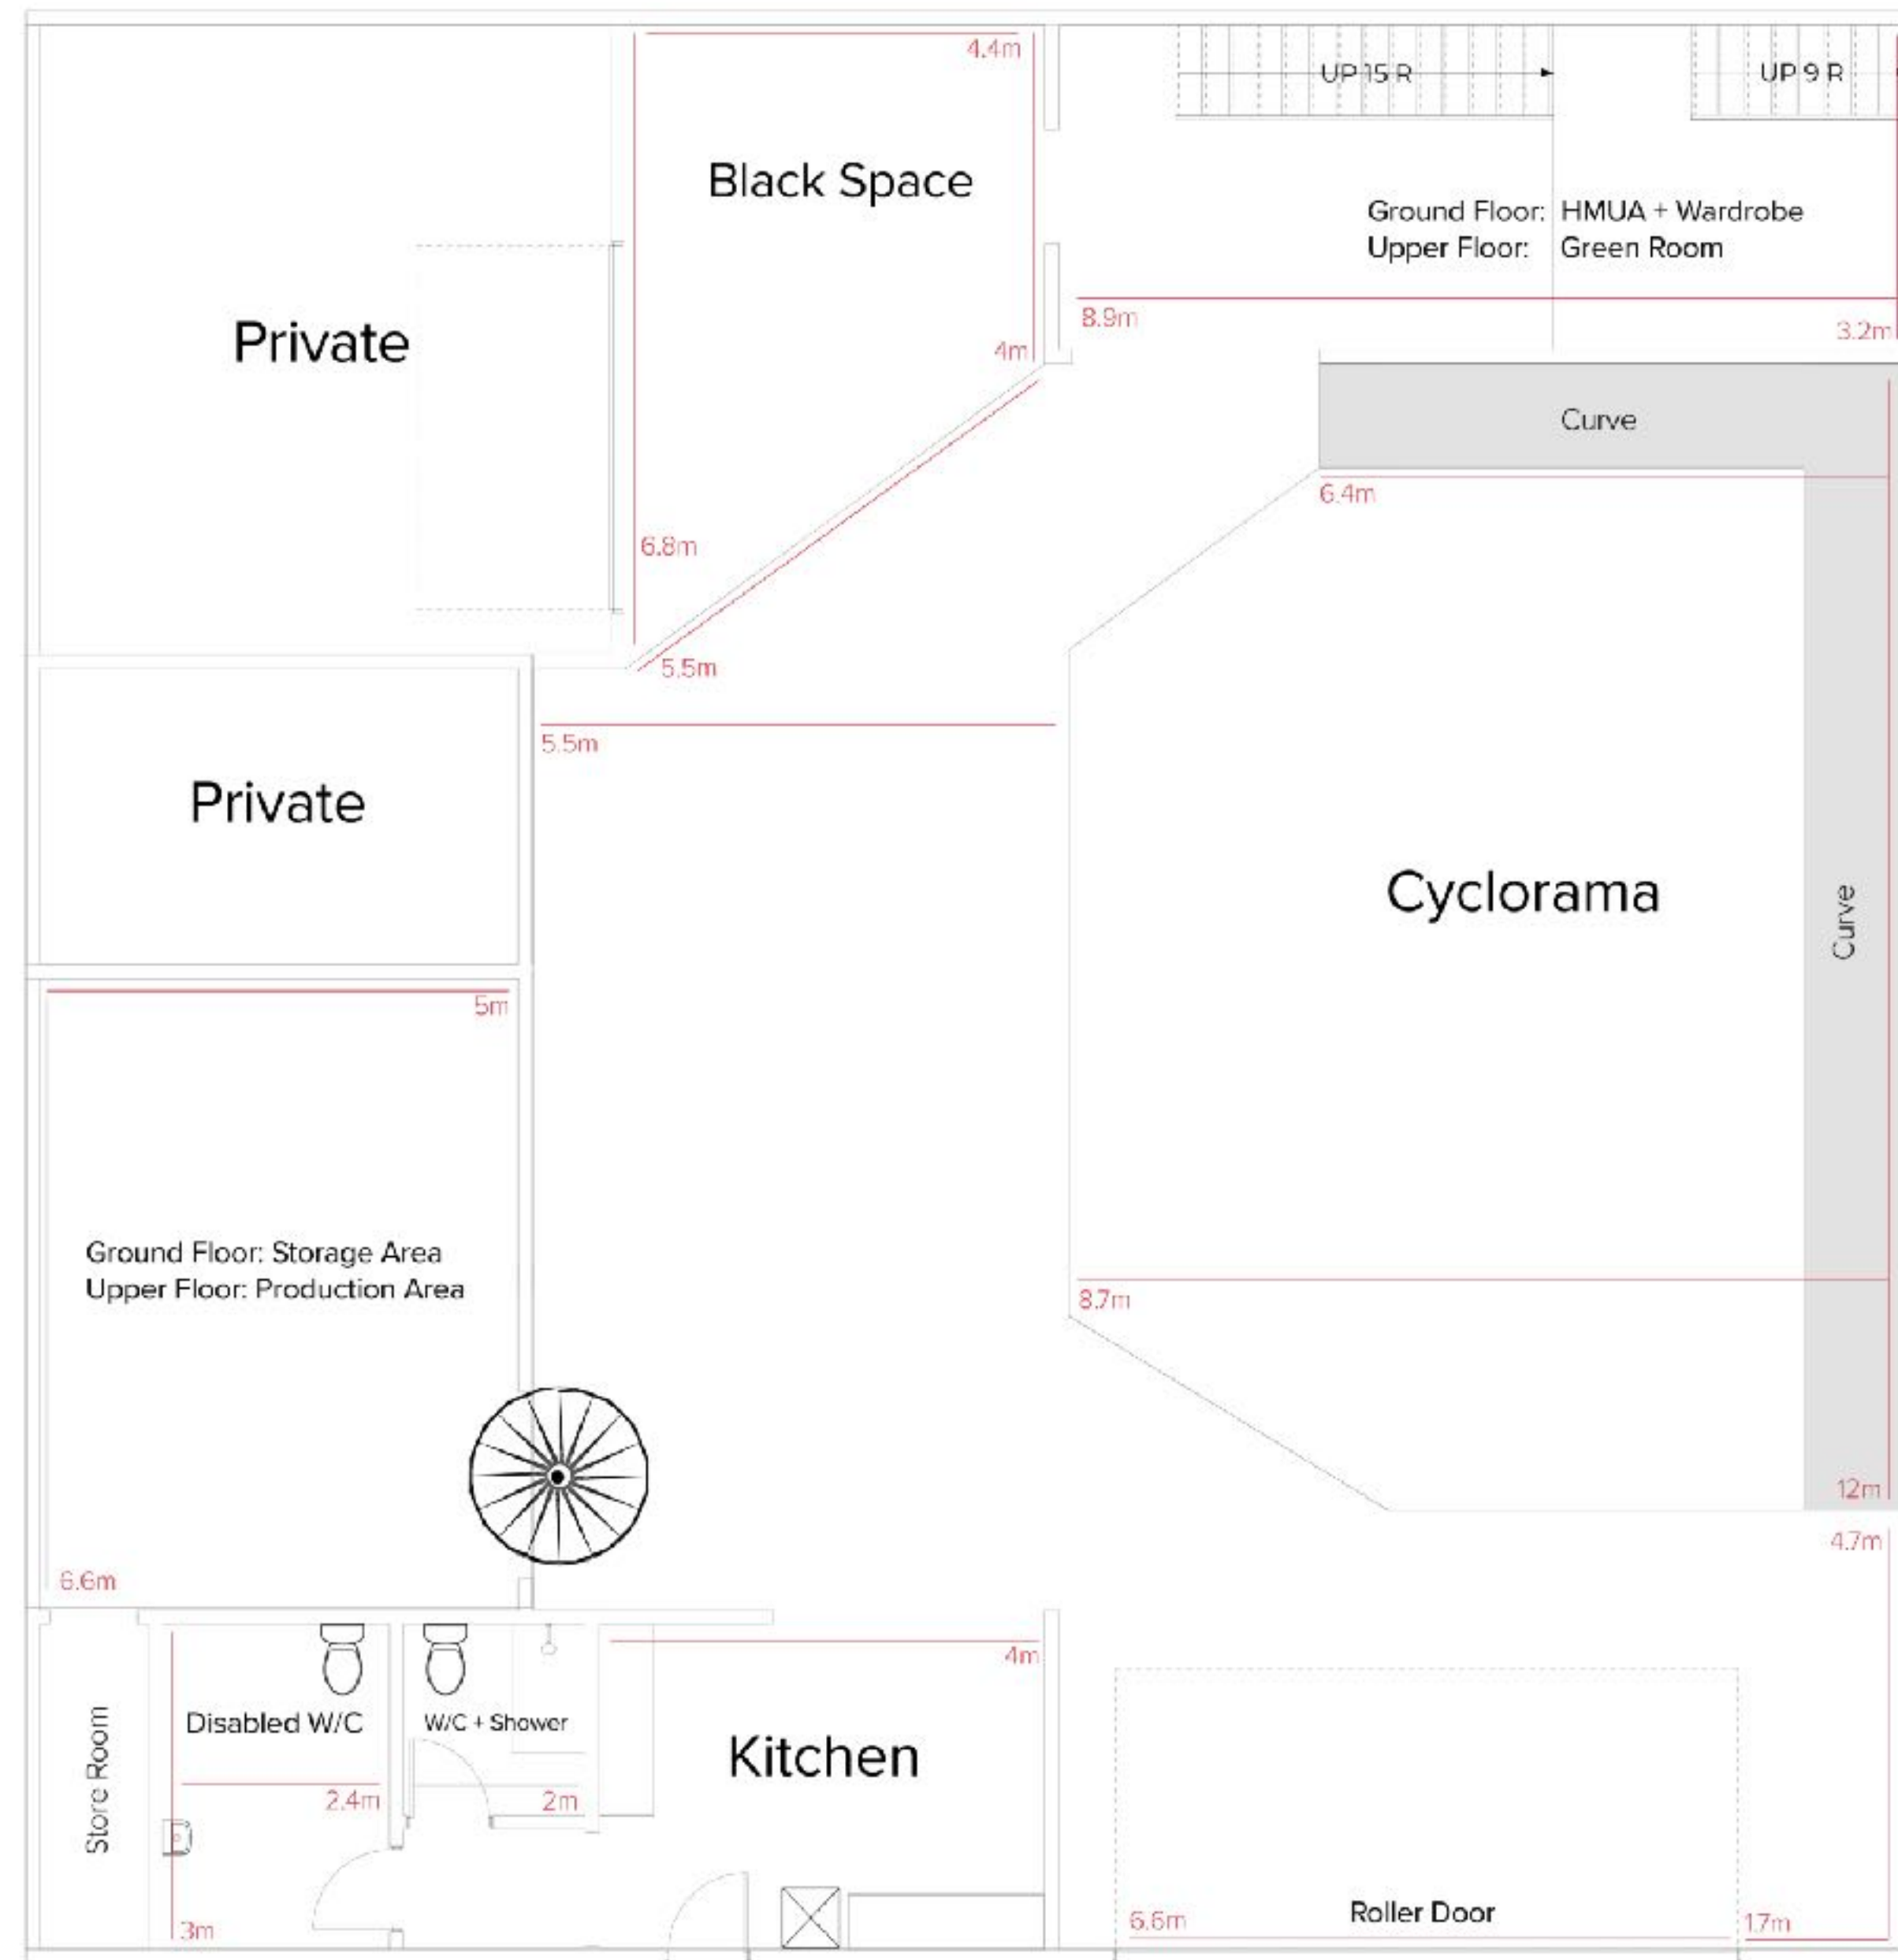 4.4m
UP 15 R
UP 9 R
Black Space
Ground Floor: HMUA + Wardrobe
Upper Floor: Green Room
8.9m
3.2m
Private
4m
Curve
6.4m
6.8m
5.5m
5.5m
Private
Cyclorama
Curve
5m
Ground Floor: Storage Area
Upper Floor: Production Area
8.7m
12m
4.7m
6.6m
4m
Store Room
Disabled W/C
W/C + Shower
Kitchen
2.4m
2m
3m
6.6m
Roller Door
1.7m